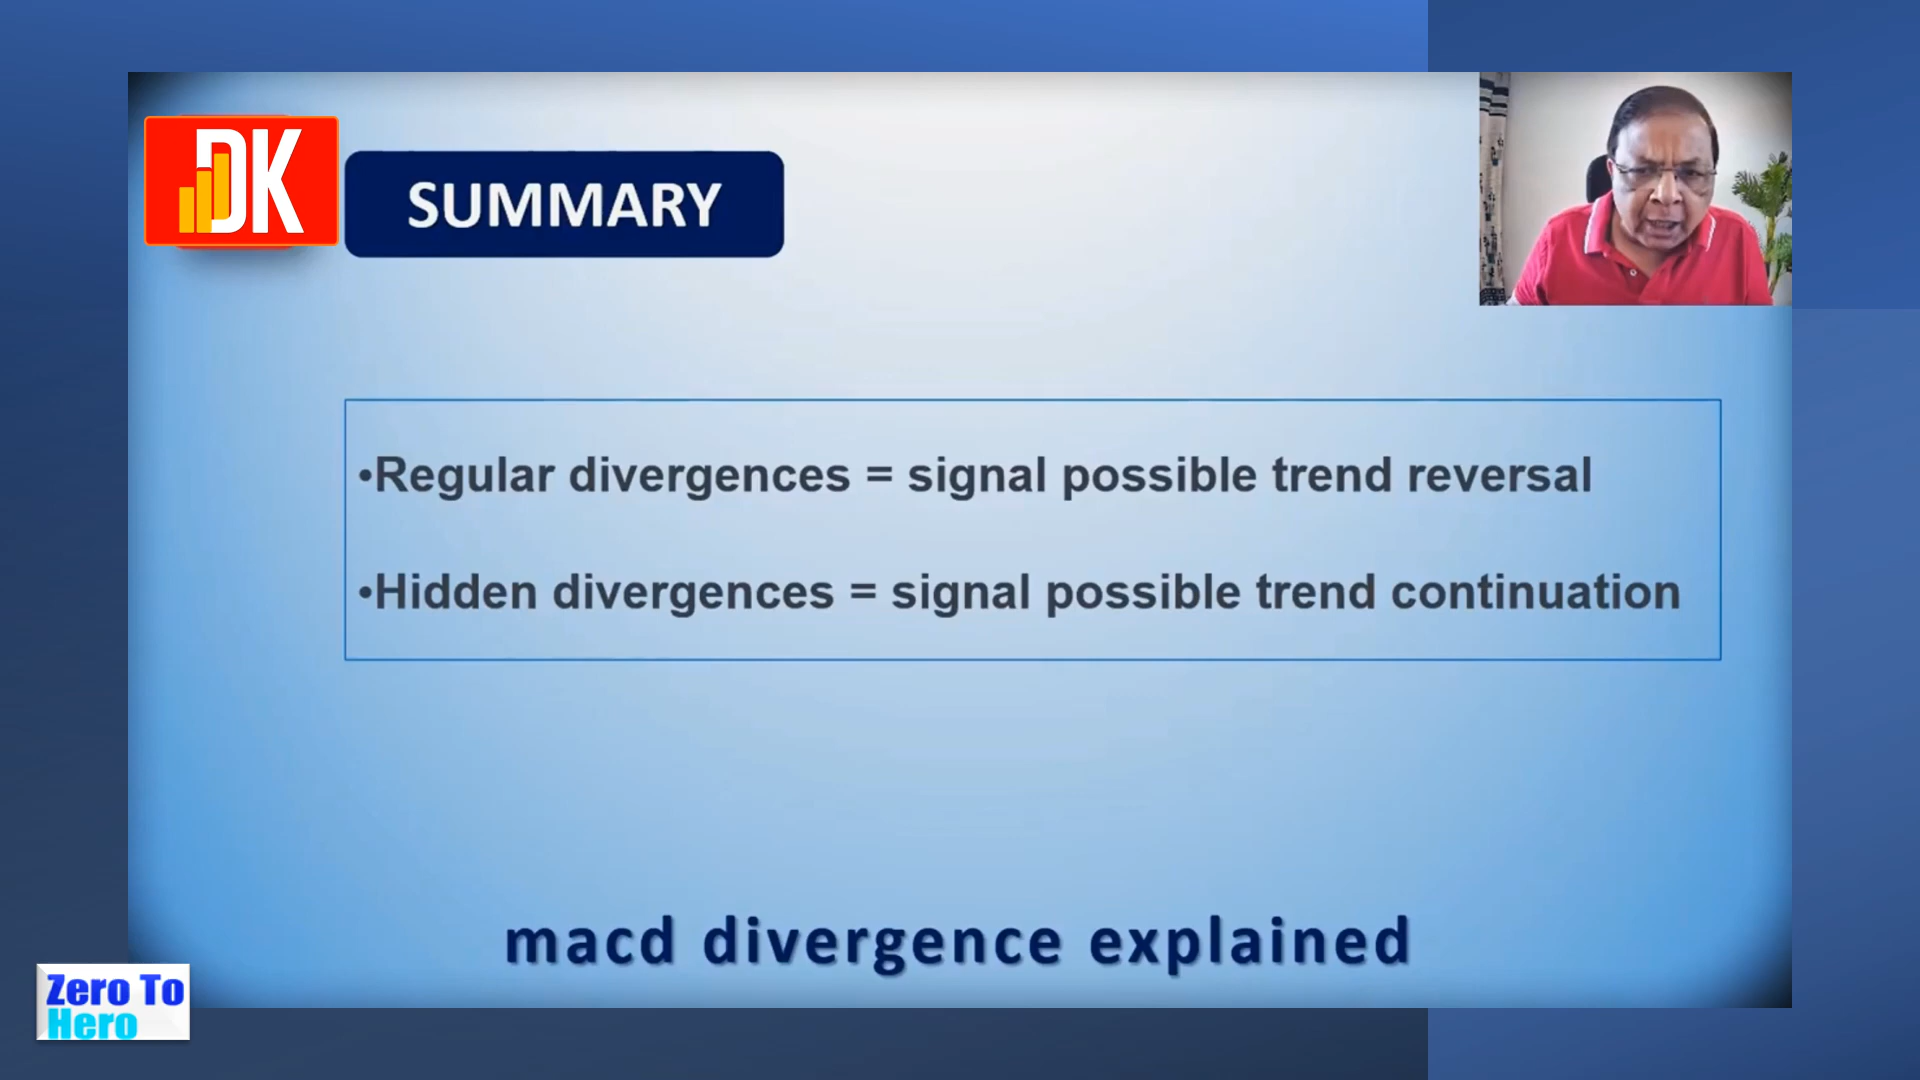 DK
SUMMARY
•Regular divergences = signal possible trend reversal
•Hidden divergences = signal possible trend continuation
macd divergence explained
Zero To
Hero